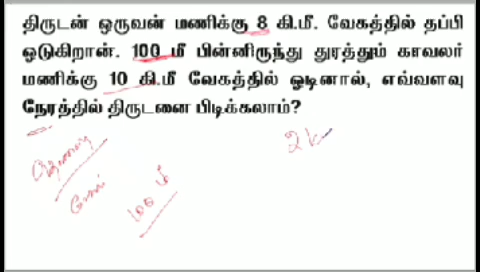 திருடன் ஒருவன் மணிக்கு 8 கி.மீ. வேகத்தில் தப்பி
ஓடுகிறான். 100 மீ பின்னிருந்து துரத்தும் காவலர்
மணிக்கு 10 கி.மீ வேகத்தில் ஓடினால், எவ்வளவு
நேரத்தில் திருடனை பிடிக்கலாம்?
2k
100 மீ